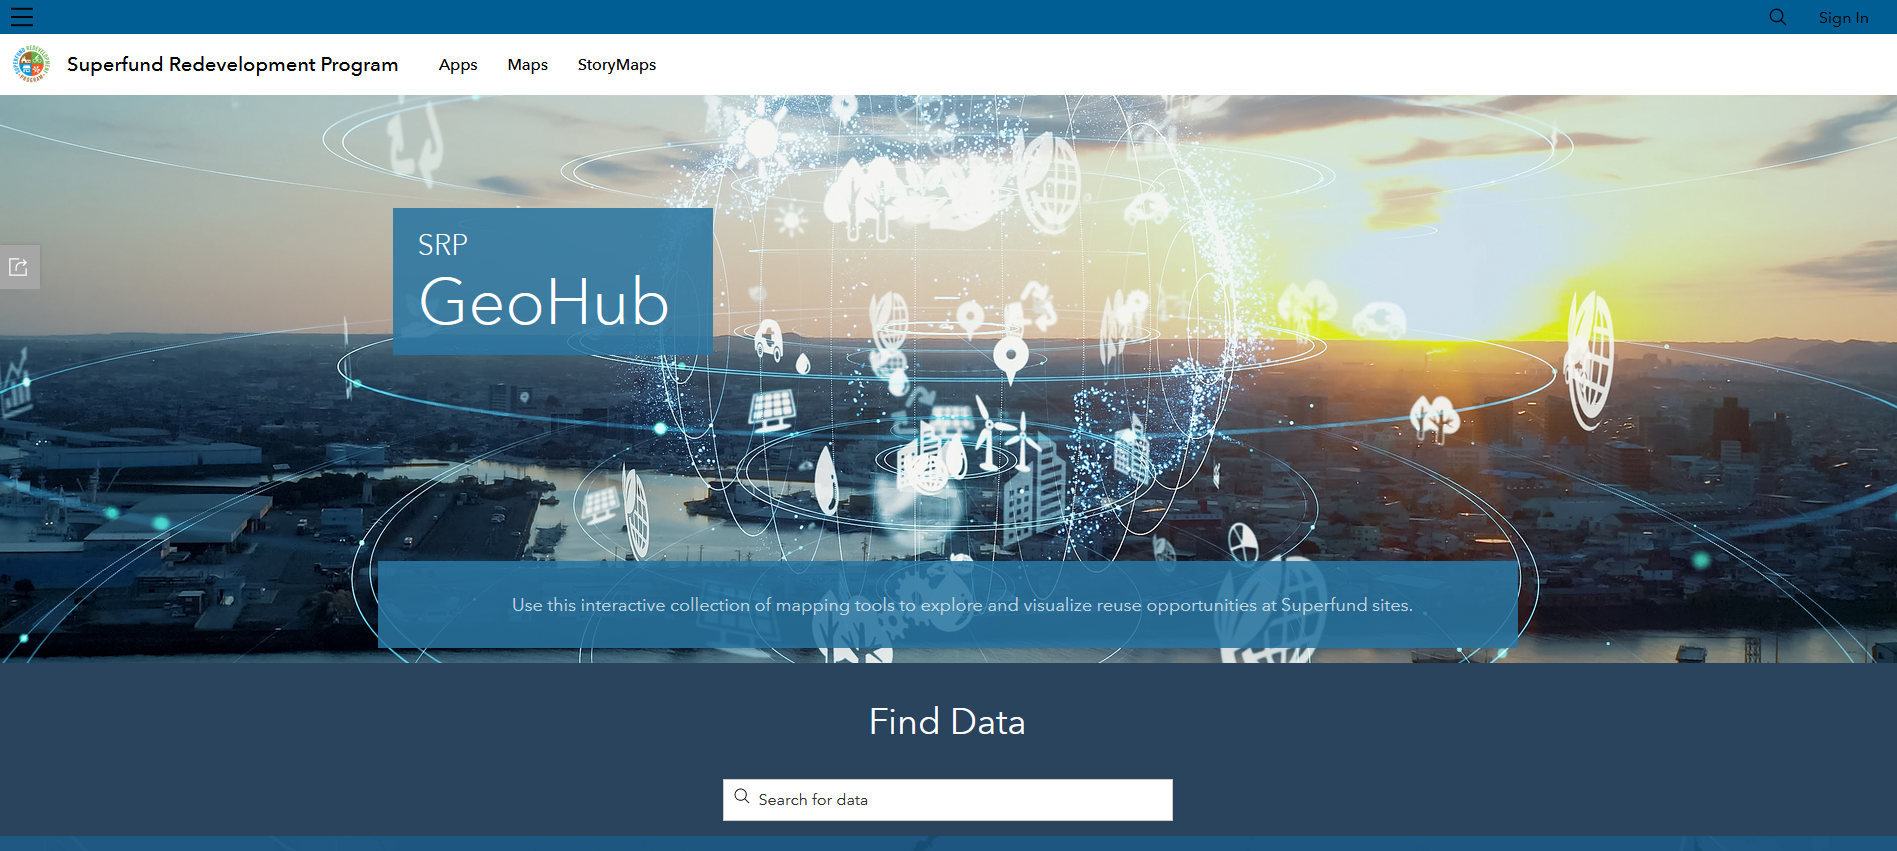 Sign In
Superfund Redevelopment Program
Apps
Maps
StoryMaps
SRP
GeoHub
Use this interactive collection of mapping tools to explore and visualize reuse opportunities at Superfund sites.
Find Data
Search for data